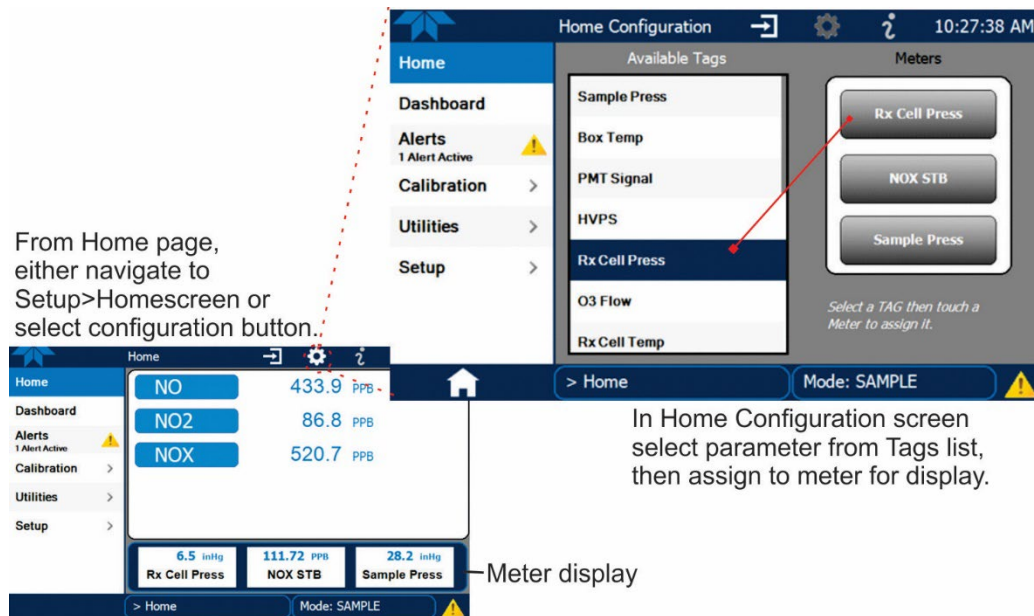 Home Configuration
10:27:38 AM
Home
Dashboard
Alerts
1 Alert Active
Calibration >
Utilities >
Setup >
Available Tags
Sample Press
Box Temp
PMT Signal
HVPS
Rx Cell Press
O3 Flow
Rx Cell Temp
Meters
Rx Cell Press
NOX STB
Sample Press
Select a TAG then touch a
Meter to assign it.
> Home
Mode: SAMPLE
From Home page,
either navigate to
Setup>Homescreen or
select configuration button.
Home
Home
Dashboard
Alerts
1 Alert Active
Calibration >
Utilities >
Setup >
NO 433.9 PPB
NO2 86.8 PPB
NOX 520.7 PPB
6.5 inHg
Rx Cell Press
111.72 PPB
NOX STB
28.2 inHg
Sample Press
> Home
Mode: SAMPLE
Meter display
In Home Configuration screen
select parameter from Tags list,
then assign to meter for display.